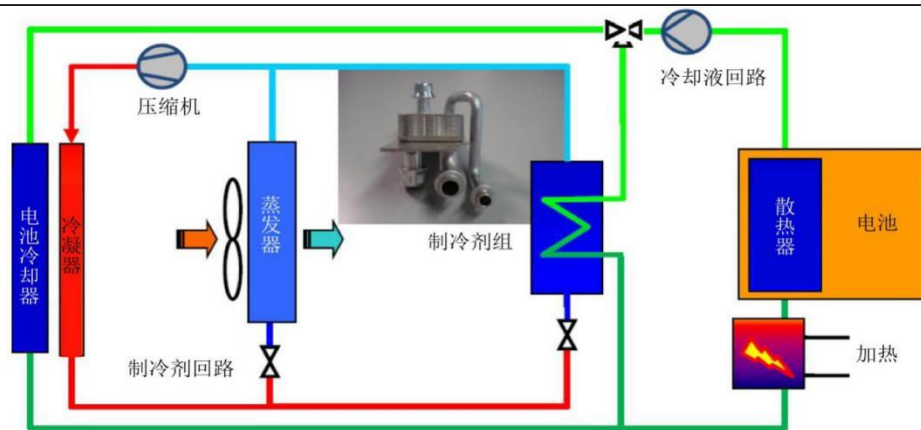 压缩机
冷却液回路
电池冷却器
冷凝器
蒸发器
制冷剂组
散热器
电池
制冷剂回路
加热